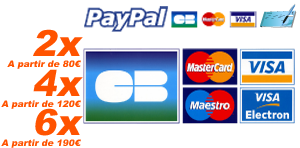 PayPal CB MasterCard VISA
2x
A partir de 80€
4x
A partir de 120€
6x
A partir de 190€
CB
MasterCard VISA
Maestro VISA
Electron